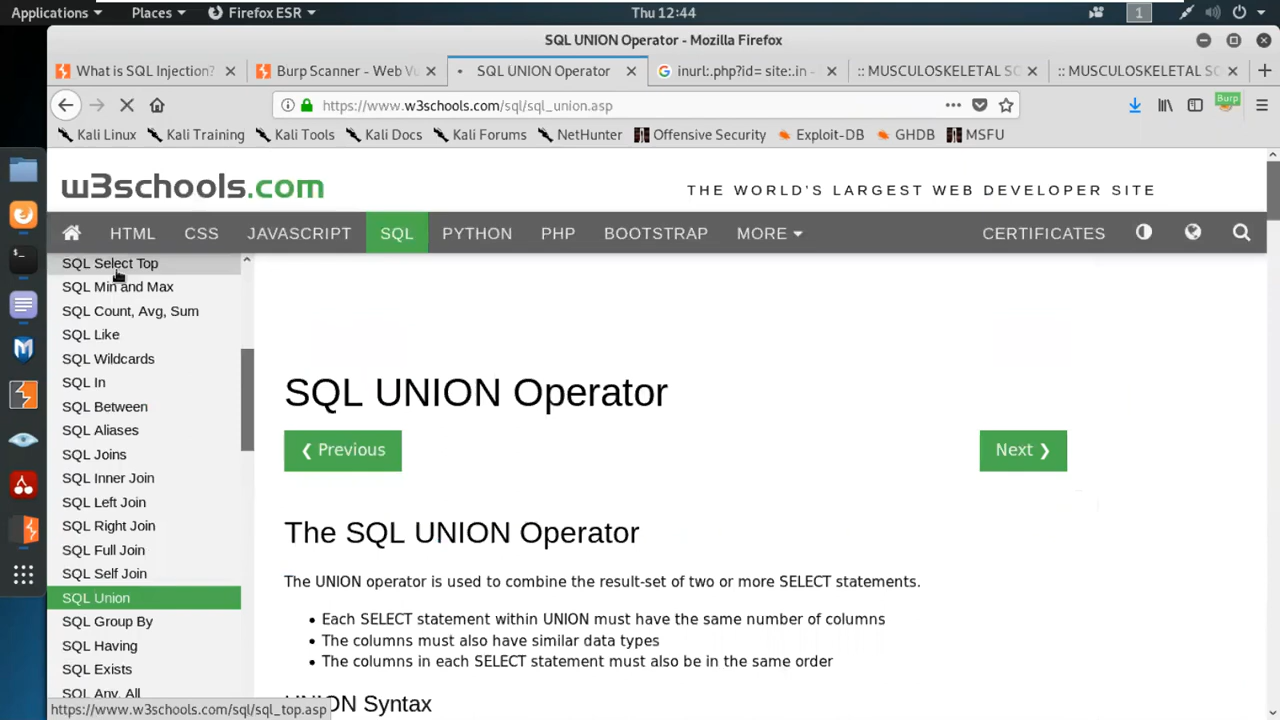 Applications Places Firefox ESR Thu 12:44 1
SQL UNION Operator - Mozilla Firefox
What is SQL Injection? Burp Scanner - Web Vu SQL UNION Operator inurl:.php?id= site:.in - :: MUSCULOSKELETAL SC :: MUSCULOSKELETAL SC
https://www.w3schools.com/sql/sql_union.asp Burp
Kali Linux Kali Training Kali Tools Kali Docs Kali Forums NetHunter Offensive Security Exploit-DB GHDB MSFU
w3schools.com THE WORLD'S LARGEST WEB DEVELOPER SITE
HTML CSS JAVASCRIPT SQL PYTHON PHP BOOTSTRAP MORE CERTIFICATES
SQL Select Top
SQL Min and Max
SQL Count, Avg, Sum
SQL Like
SQL Wildcards
SQL In
SQL Between
SQL Aliases
SQL Joins
SQL Inner Join
SQL Left Join
SQL Right Join
SQL Full Join
SQL Self Join
SQL Union
SQL Group By
SQL Having
SQL Exists
SQL Any, All
SQL UNION Operator
❮ Previous Next ❯
The SQL UNION Operator
The UNION operator is used to combine the result-set of two or more SELECT statements.
• Each SELECT statement within UNION must have the same number of columns
• The columns must also have similar data types
• The columns in each SELECT statement must also be in the same order
UNION Syntax
https://www.w3schools.com/sql/sql_top.asp